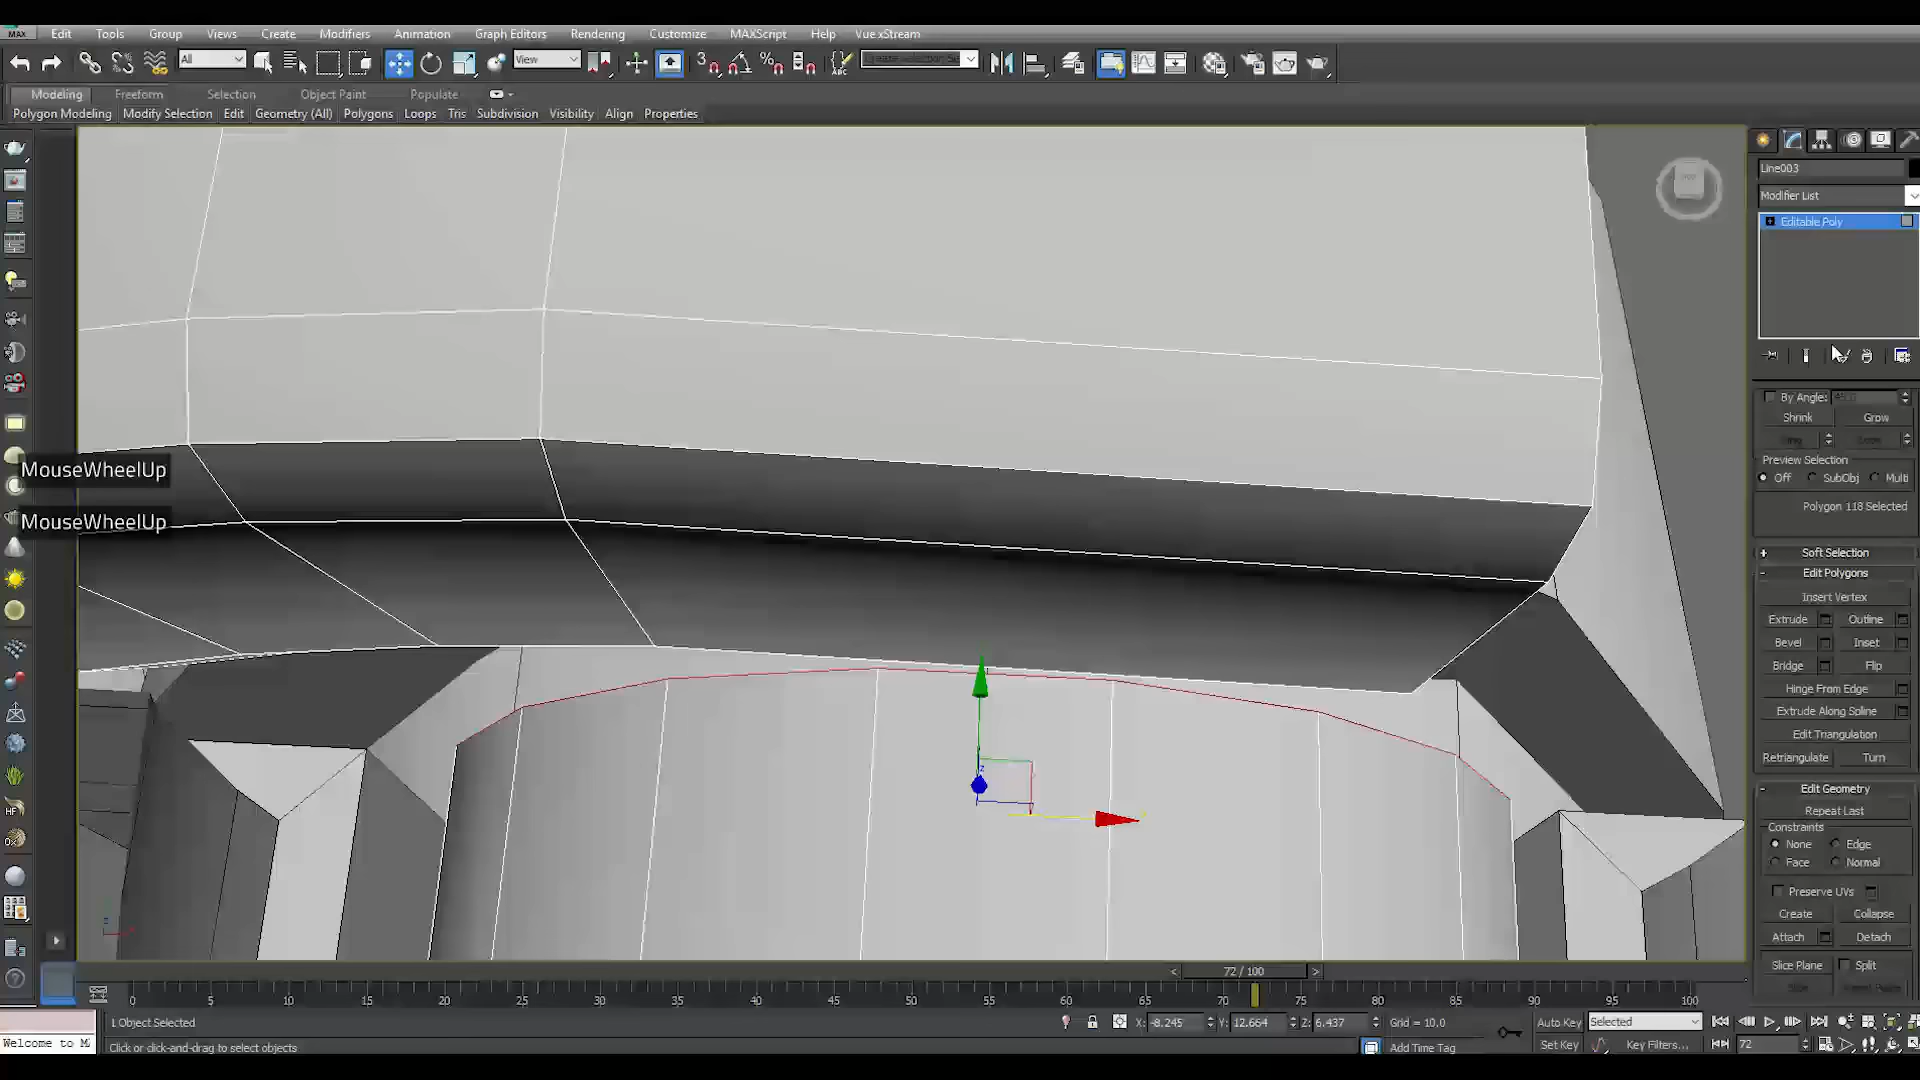 MAX Edit Tools Group Views Create Modifiers Animation Graph Editors Rendering Customize MAXScript Help Vue xStream
All View
Modeling Freeform Selection Object Paint Populate
Polygon Modeling Modify Selection Edit Geometry (All) Polygons Loops Tris Subdivision Visibility Align Properties
Line003
Modifier List
Editable Poly
By Angle:
Shrink Grow
Preview Selection
Off SubObj Multi
Polygon 118 Selected
+ Soft Selection
- Edit Polygons
Insert Vertex
Extrude Outline
Bevel Inset
Bridge Flip
Hinge From Edge
Extrude Along Spline
Edit Triangulation
Retriangulate Turn
- Edit Geometry
Repeat Last
Constraints
None Edge
Face Normal
Preserve UVs
Create Collapse
Attach Detach
Slice Plane Split
MouseWheelUp
MouseWheelUp
HF
z
< 72 / 100 >
0 5 10 15 20 25 30 35 40 45 50 55 60 65 70 75 80 85 90 95 100
1 Object Selected X: -8.245 Y: 12.664 Z: 6.437 Grid = 10.0 Auto Key Selected
Welcome to M
Click or click-and-drag to select objects Add Time Tag Set Key Key Filters... 72